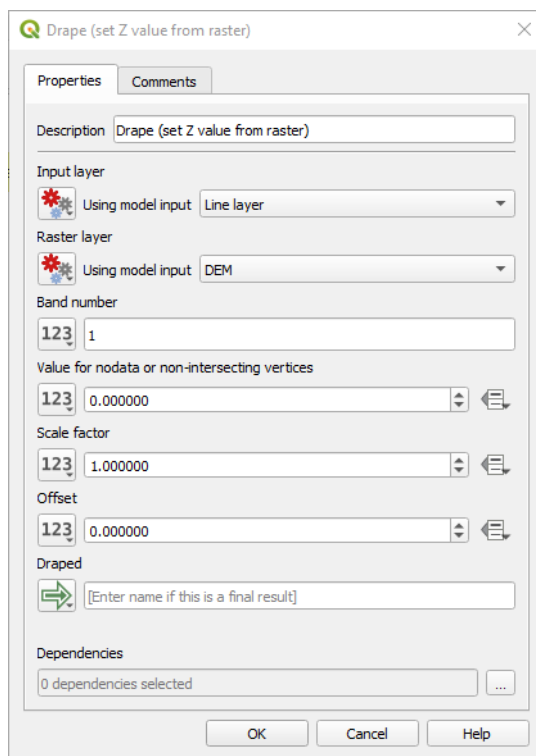 Drape (set Z value from raster)
Properties Comments
Description Drape (set Z value from raster)
Input layer
Using model input Line layer
Raster layer
Using model input DEM
Band number
123 1
Value for nodata or non-intersecting vertices
123 0.000000
Scale factor
123 1.000000
Offset
123 0.000000
Draped
[Enter name if this is a final result]
Dependencies
0 dependencies selected ...
OK Cancel Help